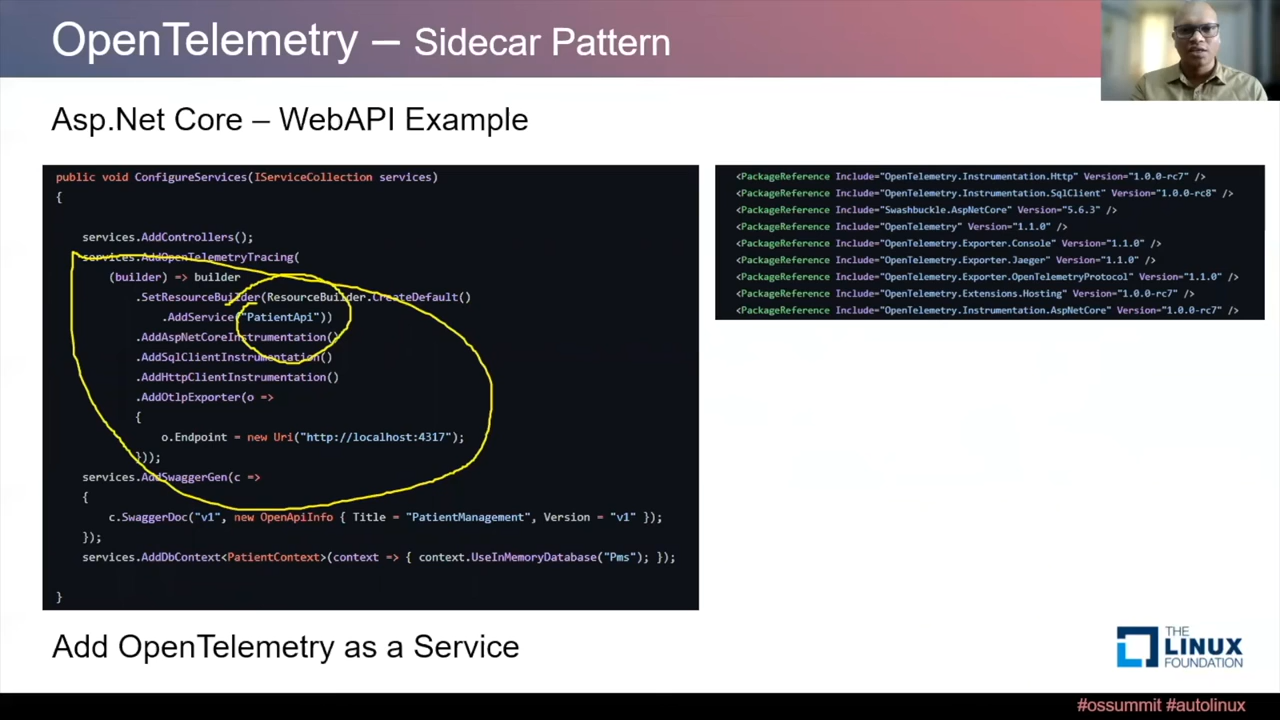 OpenTelemetry – Sidecar Pattern
Asp.Net Core – WebAPI Example
public void ConfigureServices(IServiceCollection services)
{
services.AddControllers();
services.AddOpenTelemetryTracing(
(builder) => builder
.SetResourceBuilder(ResourceBuilder.CreateDefault()
.AddService("PatientApi"))
.AddAspNetCoreInstrumentation()
.AddSqlClientInstrumentation()
.AddHttpClientInstrumentation()
.AddOtlpExporter(o =>
{
o.Endpoint = new Uri("http://localhost:4317");
}));
services.AddSwaggerGen(c =>
{
c.SwaggerDoc("v1", new OpenApiInfo { Title = "PatientManagement", Version = "v1" });
});
services.AddDbContext<PatientContext>(context => { context.UseInMemoryDatabase("Pms"); });
}
<PackageReference Include="OpenTelemetry.Instrumentation.Http" Version="1.0.0-rc7" />
<PackageReference Include="OpenTelemetry.Instrumentation.SqlClient" Version="1.0.0-rc8" />
<PackageReference Include="Swashbuckle.AspNetCore" Version="5.6.3" />
<PackageReference Include="OpenTelemetry" Version="1.1.0" />
<PackageReference Include="OpenTelemetry.Exporter.Console" Version="1.1.0" />
<PackageReference Include="OpenTelemetry.Exporter.Jaeger" Version="1.1.0" />
<PackageReference Include="OpenTelemetry.Exporter.OpenTelemetryProtocol" Version="1.1.0" />
<PackageReference Include="OpenTelemetry.Extensions.Hosting" Version="1.0.0-rc7" />
<PackageReference Include="OpenTelemetry.Instrumentation.AspNetCore" Version="1.0.0-rc7" />
Add OpenTelemetry as a Service
THE
LINUX
FOUNDATION
#ossummit #autolinux